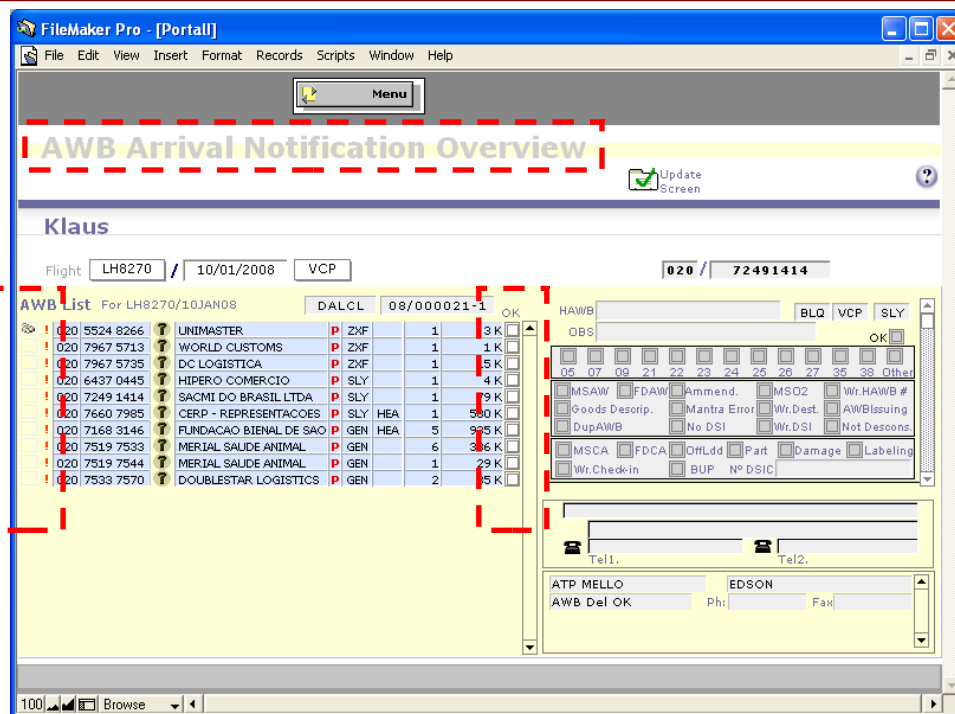 FileMaker Pro - [Portall]
File Edit View Insert Format Records Scripts Window Help
Menu
AWB Arrival Notification Overview
Update
Screen
?
Klaus
Flight LH8270 / 10/01/2008 VCP 020 / 72491414
AWB List For LH8270/10JAN08 DALCL 08/000021-1 OK
! 020 5524 8266 ? UNIMASTER P ZXF 1 3 K
! 020 7967 5713 ? WORLD CUSTOMS P ZXF 1 1 K
! 020 7967 5735 ? DC LOGISTICA P ZXF 1 15 K
! 020 6437 0445 ? HIPERO COMERCIO P SLY 1 4 K
! 020 7249 1414 ? SACMI DO BRASIL LTDA P SLY 1 79 K
! 020 7660 7985 ? CERP - REPRESENTACOES P SLY HEA 1 580 K
! 020 7168 3146 ? FUNDACAO BIENAL DE SAO P GEN HEA 5 935 K
! 020 7519 7533 ? MERIAL SAUDE ANIMAL P GEN 6 K
! 020 7519 7544 ? MERIAL SAUDE ANIMAL P GEN 1 29 K
! 020 7533 7570 ? DOUBLESTAR LOGISTICS P GEN 2 K
HAWB BLQ VCP SLY
OBS OK
05 07 09 21 22 23 24 25 26 27 35 38 Other
MSAW FDAW Ammend. MSO2 Wr.HAWB #
Goods Descrip. Mantra Error Wr.Dest. AWBIssuing
DupAWB No DSI Wr.DSI Not Descons.
MSCA FDCA OffLdd Part Damage Labeling
Wr.Check-in BUP Nº DSIC
Tel1. Tel2.
ATP MELLO EDSON
AWB Del OK Ph: Fax
100 Browse